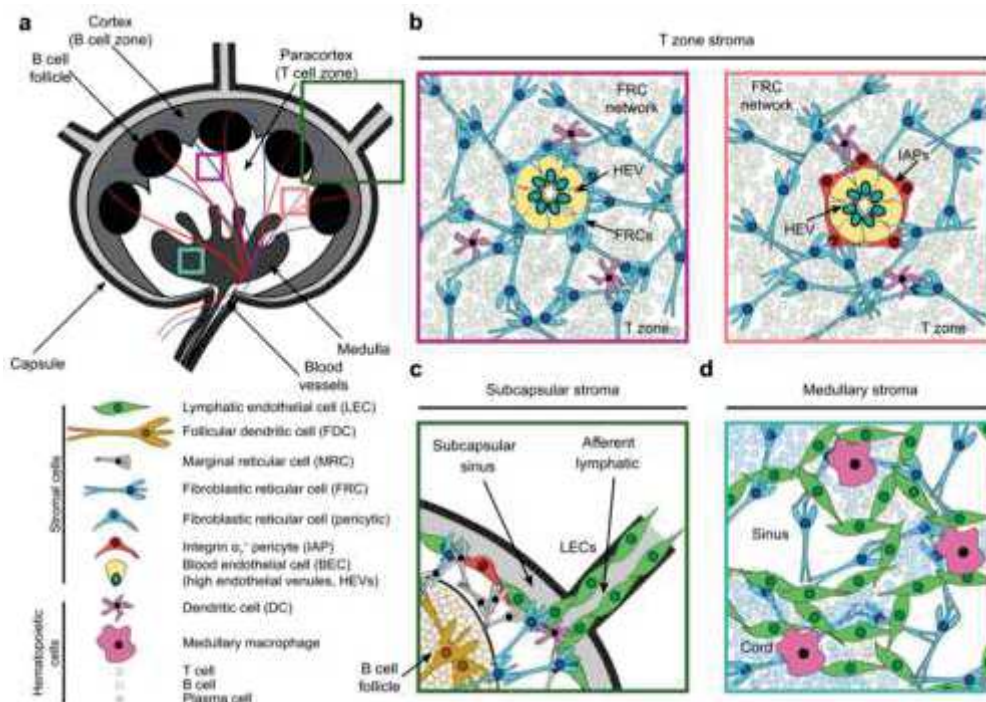 a
Cortex
(B cell zone)
B cell
follicle
Paracortex
(T cell zone)
Capsule
Medulla
Blood
vessels
b
T zone stroma
FRC
network
HEV
FRCs
T zone
FRC
network
IAPs
HEV
T zone
Stromal cells
Lymphatic endothelial cell (LEC)
Follicular dendritic cell (FDC)
Marginal reticular cell (MRC)
Fibroblastic reticular cell (FRC)
Fibroblastic reticular cell (pericytic)
Integrin α₇⁺ pericyte (IAP)
Blood endothelial cell (BEC)
(high endothelial venules, HEVs)
Hematopoietic
cells
Dendritic cell (DC)
Medullary macrophage
T cell
B cell
Plasma cell
c
Subcapsular stroma
Subcapsular
sinus
Afferent
lymphatic
LECs
B cell
follicle
d
Medullary stroma
Sinus
Cord